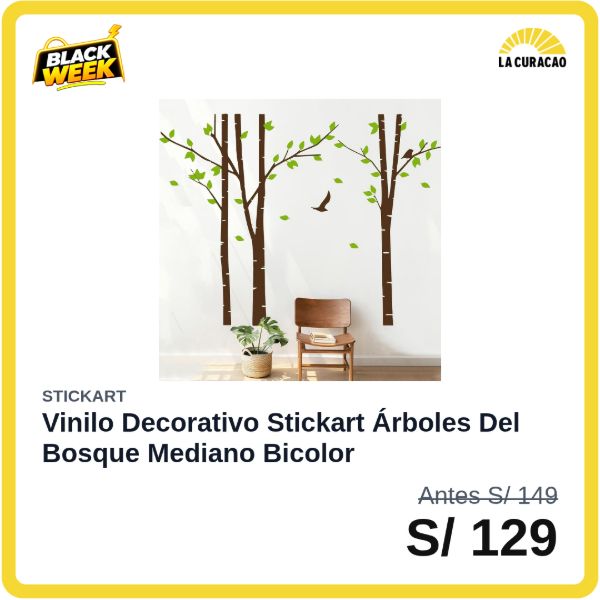 BLACK
WEEK
LA CURACAO
STICKART
Vinilo Decorativo Stickart Árboles Del
Bosque Mediano Bicolor
Antes S/ 149
S/ 129